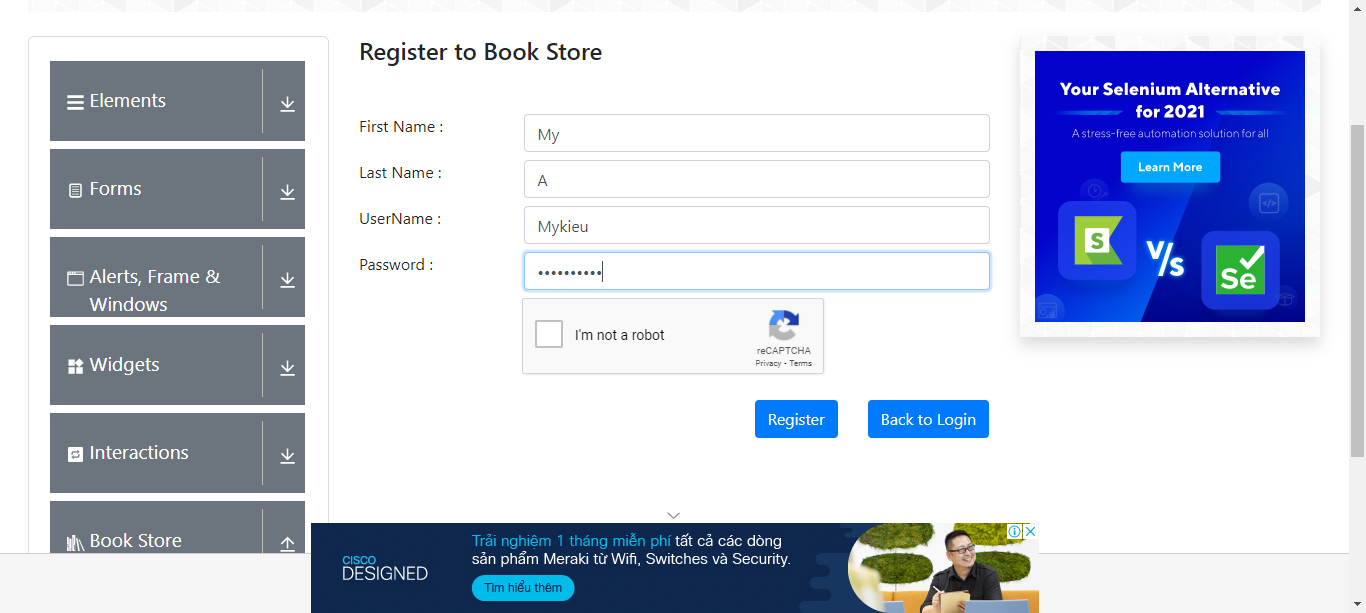 Elements
Forms
Alerts, Frame &
Windows
Widgets
Interactions
Book Store
Register to Book Store
First Name :
My
Last Name :
A
UserName :
Mykieu
Password :
••••••••••
I'm not a robot
reCAPTCHA
Privacy - Terms
Register
Back to Login
Your Selenium Alternative
for 2021
A stress-free automation solution for all
Learn More
S
V/s
Se
CISCO
DESIGNED
Trải nghiệm 1 tháng miễn phí tất cả các dòng
sản phẩm Meraki từ Wifi, Switches và Security.
Tìm hiểu thêm